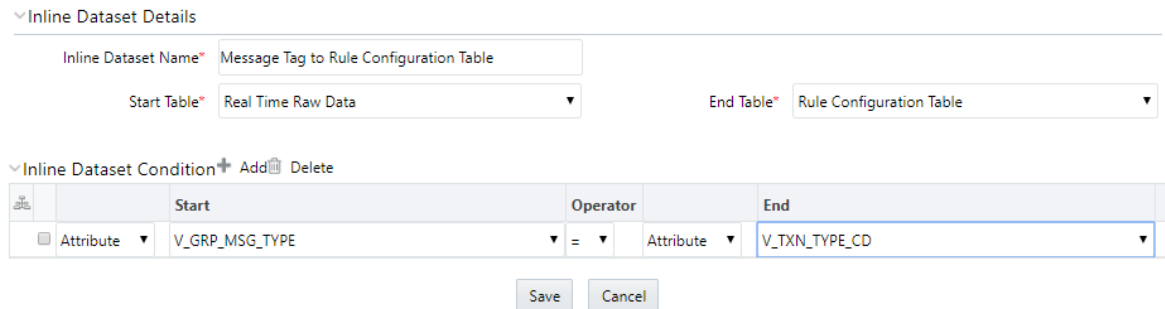 Inline Dataset Details
Inline Dataset Name* Message Tag to Rule Configuration Table
Start Table* Real Time Raw Data End Table* Rule Configuration Table
Inline Dataset Condition Add Delete
Start Operator End
Attribute V_GRP_MSG_TYPE = Attribute V_TXN_TYPE_CD
Save Cancel